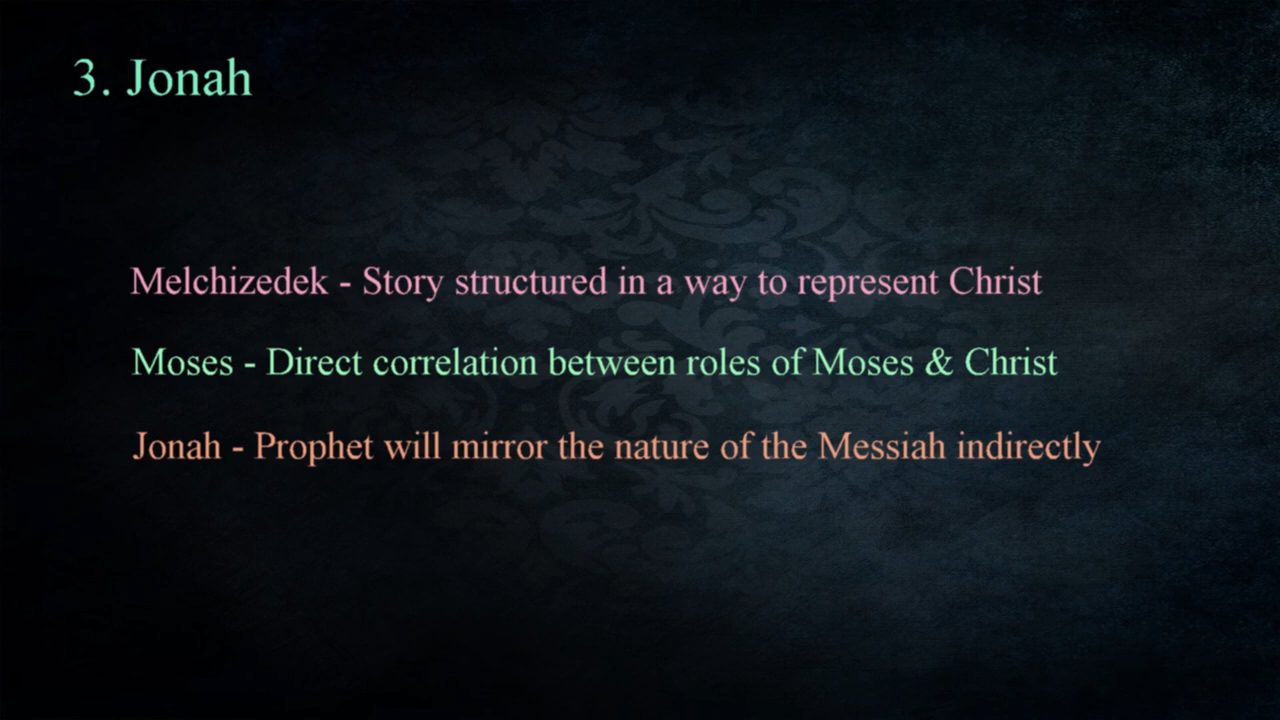 3. Jonah
Melchizedek - Story structured in a way to represent Christ
Moses - Direct correlation between roles of Moses & Christ
Jonah - Prophet will mirror the nature of the Messiah indirectly